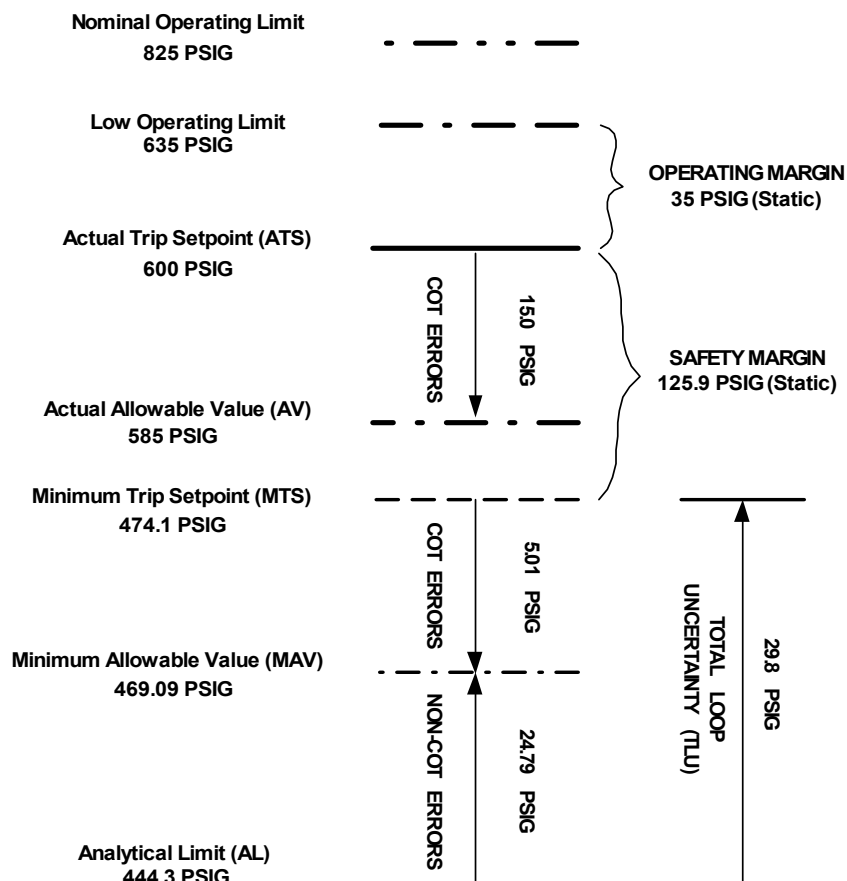 Nominal Operating Limit
825 PSIG
Low Operating Limit
635 PSIG
OPERATING MARGIN
35 PSIG (Static)
Actual Trip Setpoint (ATS)
600 PSIG
COT ERRORS
15.0 PSIG
SAFETY MARGIN
125.9 PSIG (Static)
Actual Allowable Value (AV)
585 PSIG
Minimum Trip Setpoint (MTS)
474.1 PSIG
COT ERRORS
5.01 PSIG
TOTAL LOOP
UNCERTAINTY (TLU)
29.8 PSIG
Minimum Allowable Value (MAV)
469.09 PSIG
NON-COT ERRORS
24.79 PSIG
Analytical Limit (AL)
444.3 PSIG